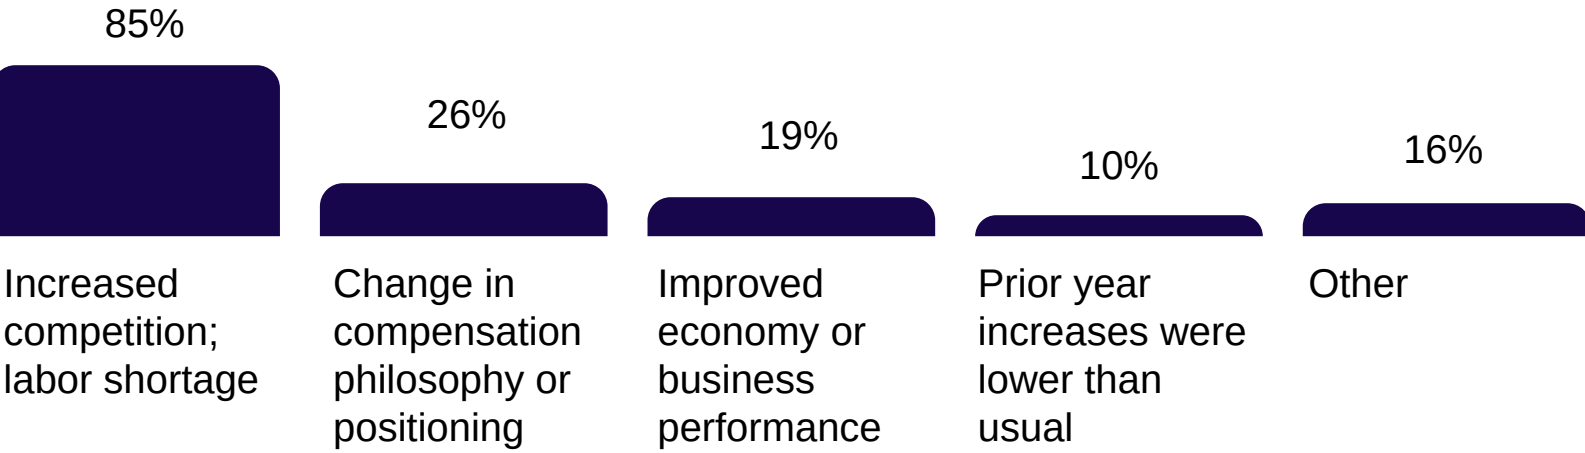 85%
26%
19%
10%
16%
Increased
competition;
labor shortage
Change in
compensation
philosophy or
positioning
Improved
economy or
business
performance
Prior year
increases were
lower than
usual
Other